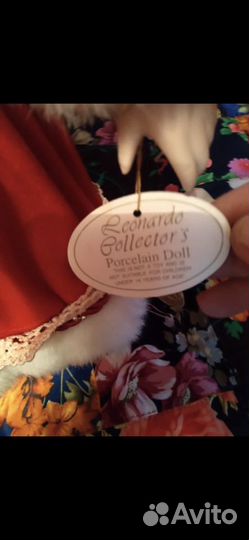 Leonardo
Collector's
Porcelain Doll
THIS IS NOT A TOY AND IS
NOT SUITABLE FOR CHILDREN
UNDER 14 YEARS OF AGE
Avito